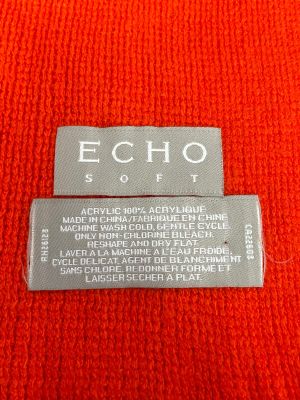 ECHO
SOFT
ACRYLIC 100% ACRYLIQUE
MADE IN CHINA/FABRIQUE EN CHINE
MACHINE WASH COLD, GENTLE CYCLE.
ONLY NON-CHLORINE BLEACH.
RESHAPE AND DRY FLAT.
LAVER A LA MACHINE A L'EAU FROIDE,
CYCLE DELICAT, AGENT DE BLANCHIMENT
SANS CHLORE. REDONNER FORME ET
LAISSER SÉCHER À PLAT.
RN26128